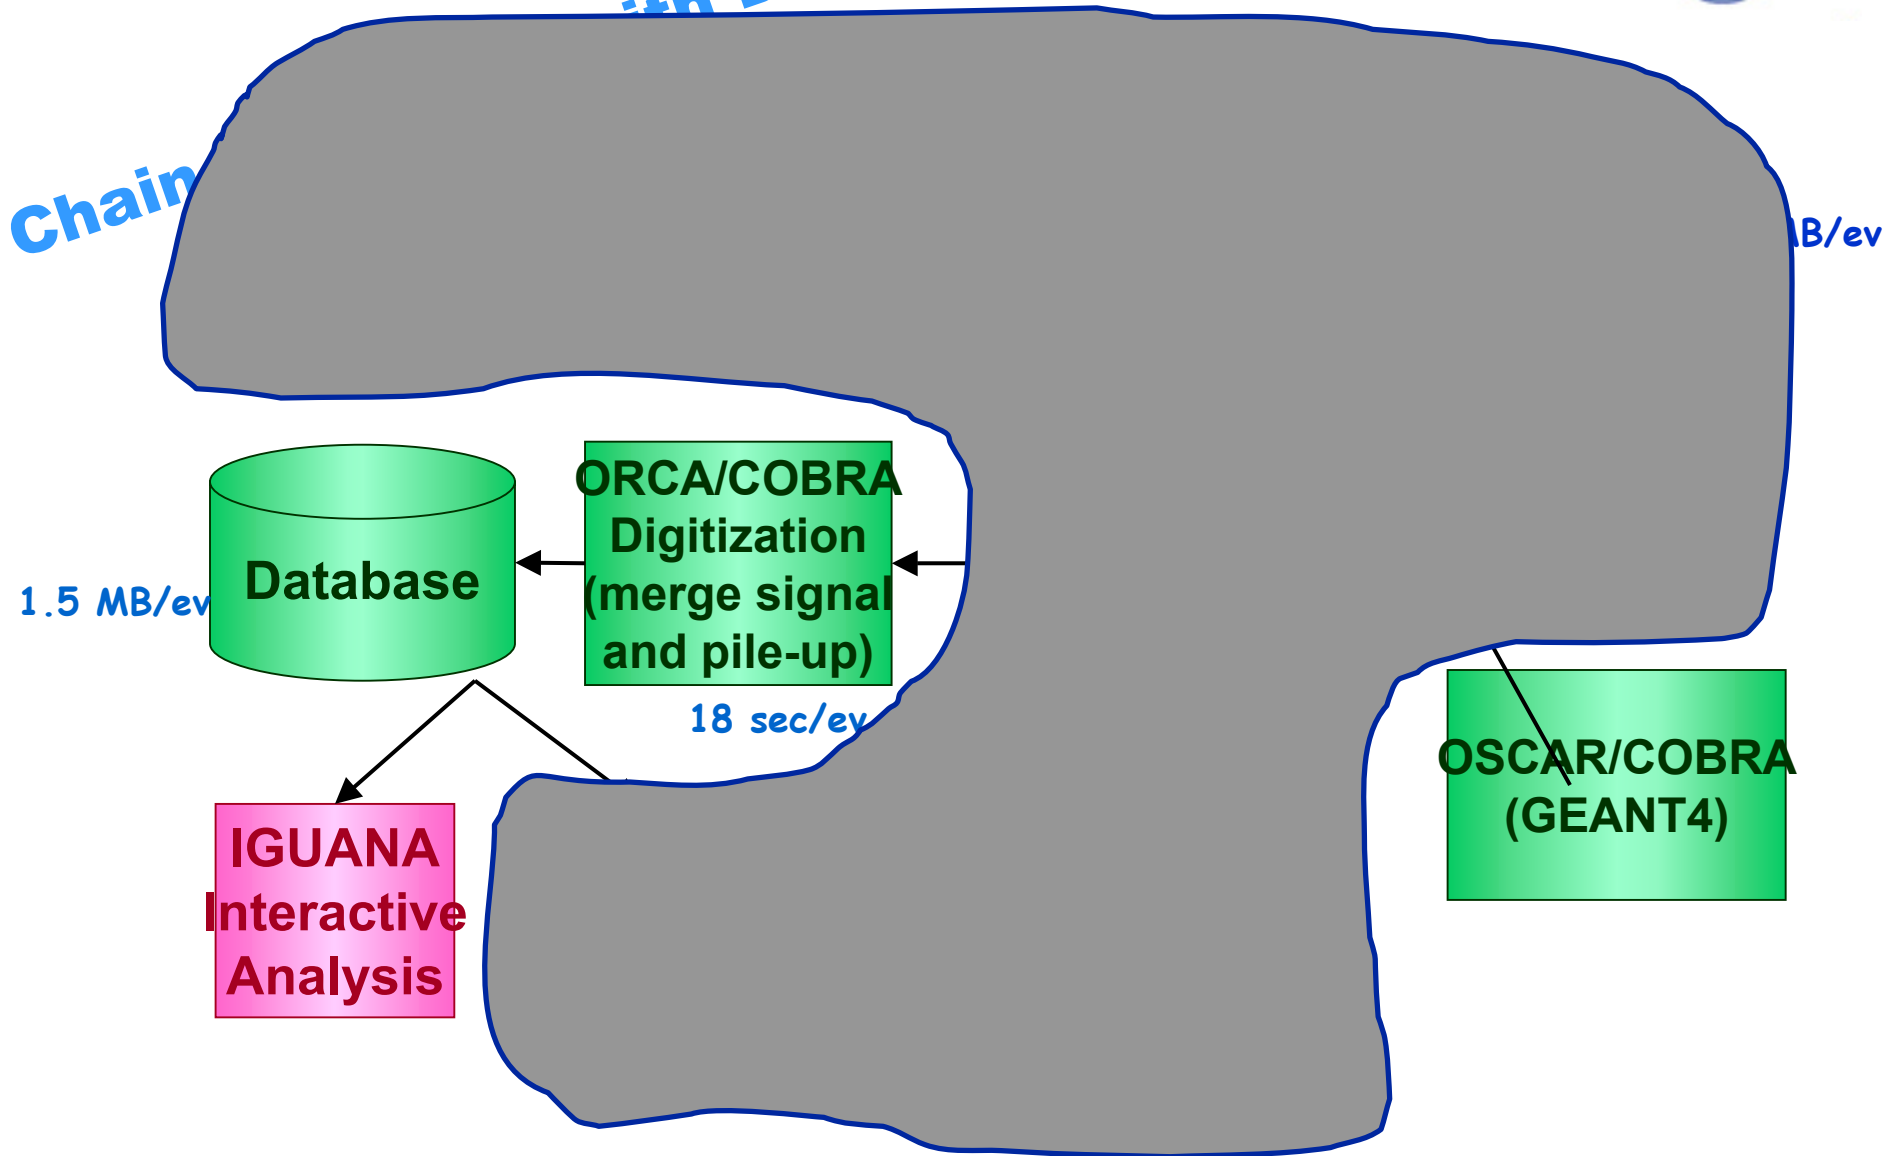 Chain
MB/ev
ORCA/COBRA
Digitization
(merge signal
and pile-up)
Database
1.5 MB/ev
18 sec/ev
OSCAR/COBRA
(GEANT4)
IGUANA
Interactive
Analysis